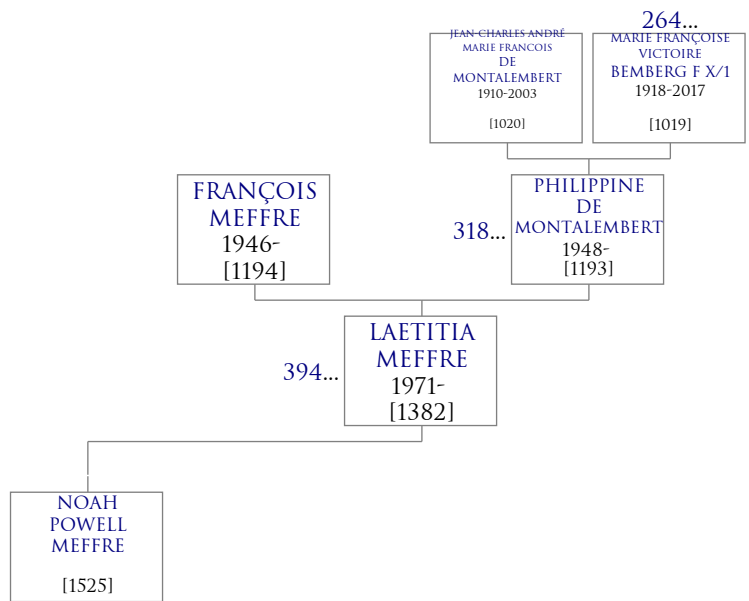 264...
JEAN-CHARLES ANDRÉ
MARIE FRANCOIS
DE
MONTALEMBERT
1910-2003
[1020]
MARIE FRANÇOISE
VICTOIRE
BEMBERG F X/1
1918-2017
[1019]
FRANÇOIS
MEFFRE
1946-
[1194]
318...
PHILIPPINE
DE
MONTALEMBERT
1948-
[1193]
394...
LAETITIA
MEFFRE
1971-
[1382]
NOAH
POWELL
MEFFRE
[1525]